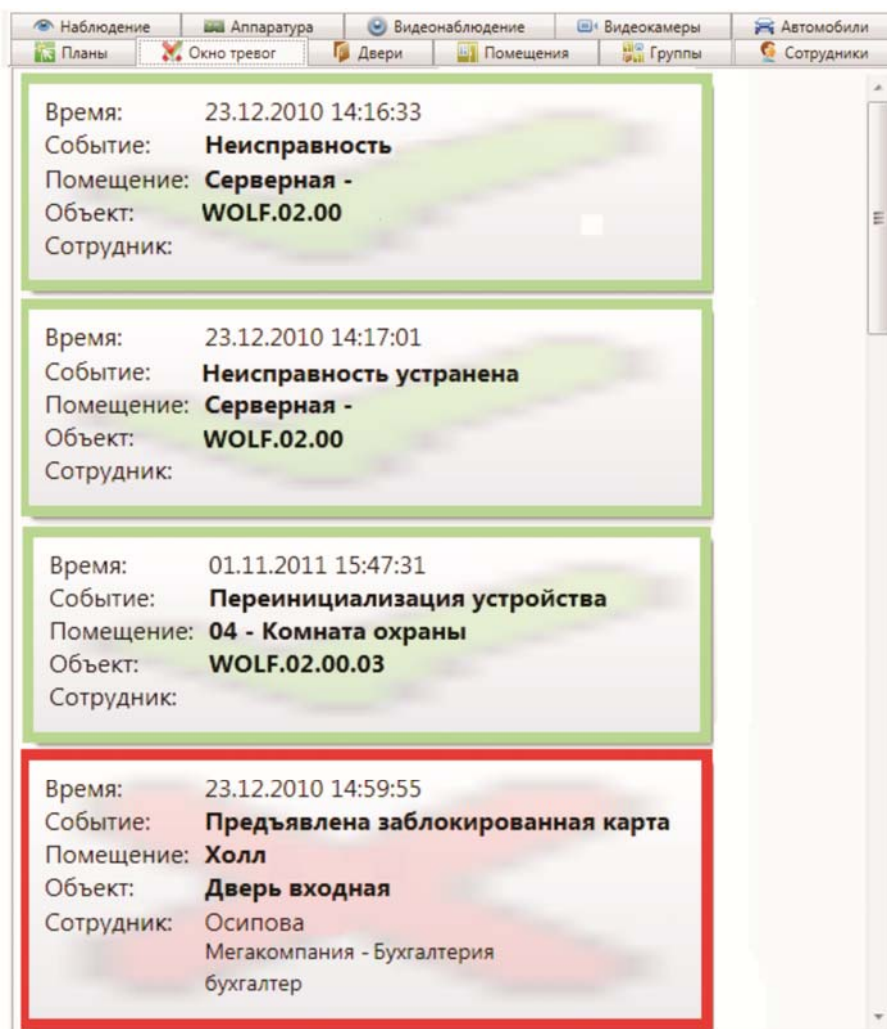 Наблюдение Аппаратура Видеонаблюдение Видеокамеры Автомобили
Планы Окно тревог Двери Помещения Группы Сотрудники
Время: 23.12.2010 14:16:33
Событие: Неисправность
Помещение: Серверная -
Объект: WOLF.02.00
Сотрудник:
Время: 23.12.2010 14:17:01
Событие: Неисправность устранена
Помещение: Серверная -
Объект: WOLF.02.00
Сотрудник:
Время: 01.11.2011 15:47:31
Событие: Переинициализация устройства
Помещение: 04 - Комната охраны
Объект: WOLF.02.00.03
Сотрудник:
Время: 23.12.2010 14:59:55
Событие: Предъявлена заблокированная карта
Помещение: Холл
Объект: Дверь входная
Сотрудник: Осипова
Мегакомпания - Бухгалтерия
бухгалтер